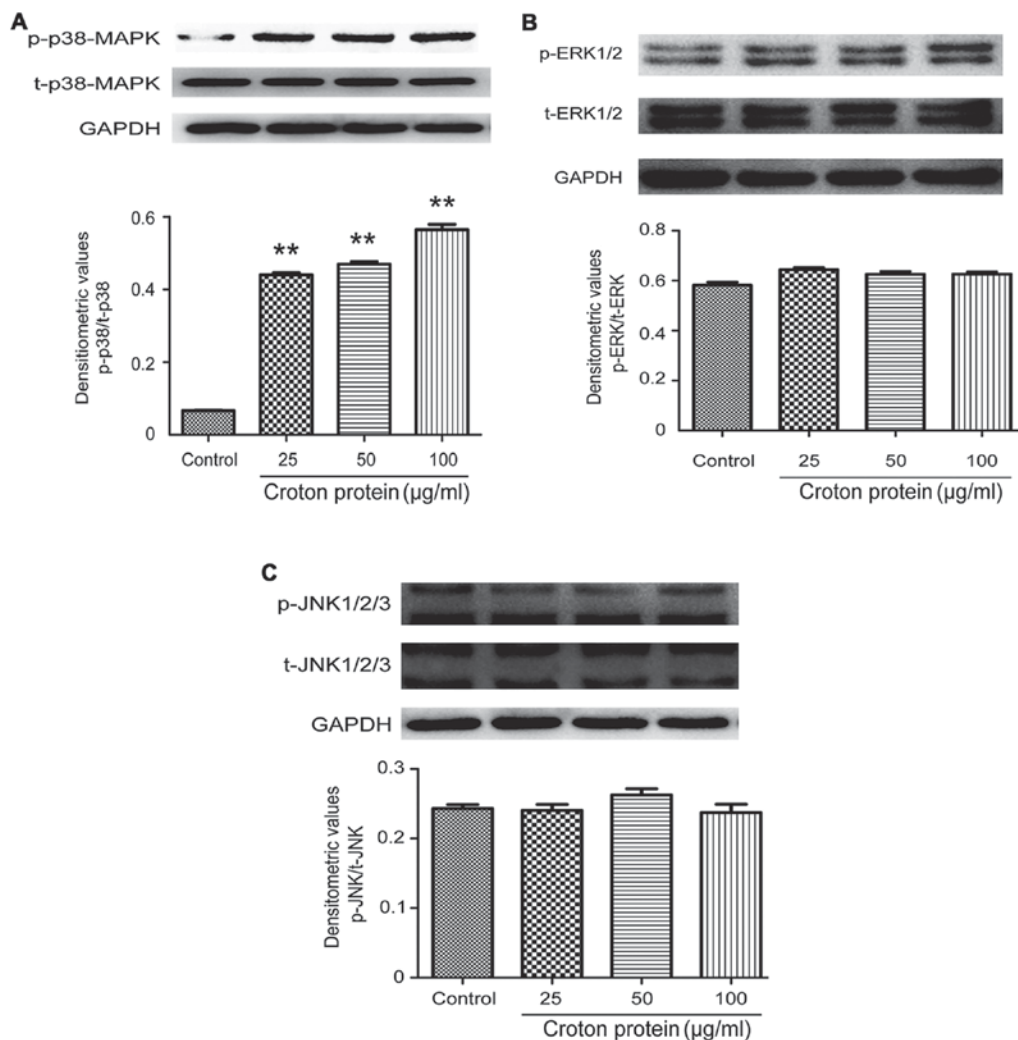 A
p-p38-MAPK
t-p38-MAPK
GAPDH
Densitiometric values
p-p38/t-p38
0.6
0.4
0.2
0
**
**
**
Control
25
50
100
Croton protein (µg/ml)
B
p-ERK1/2
t-ERK1/2
GAPDH
Densitometric values
p-ERK/t-ERK
0.8
0.6
0.4
0.2
0
Control
25
50
100
Croton protein (µg/ml)
C
p-JNK1/2/3
t-JNK1/2/3
GAPDH
Densitometric values
p-JNK/t-JNK
0.3
0.2
0.1
0
Control
25
50
100
Croton protein (µg/ml)